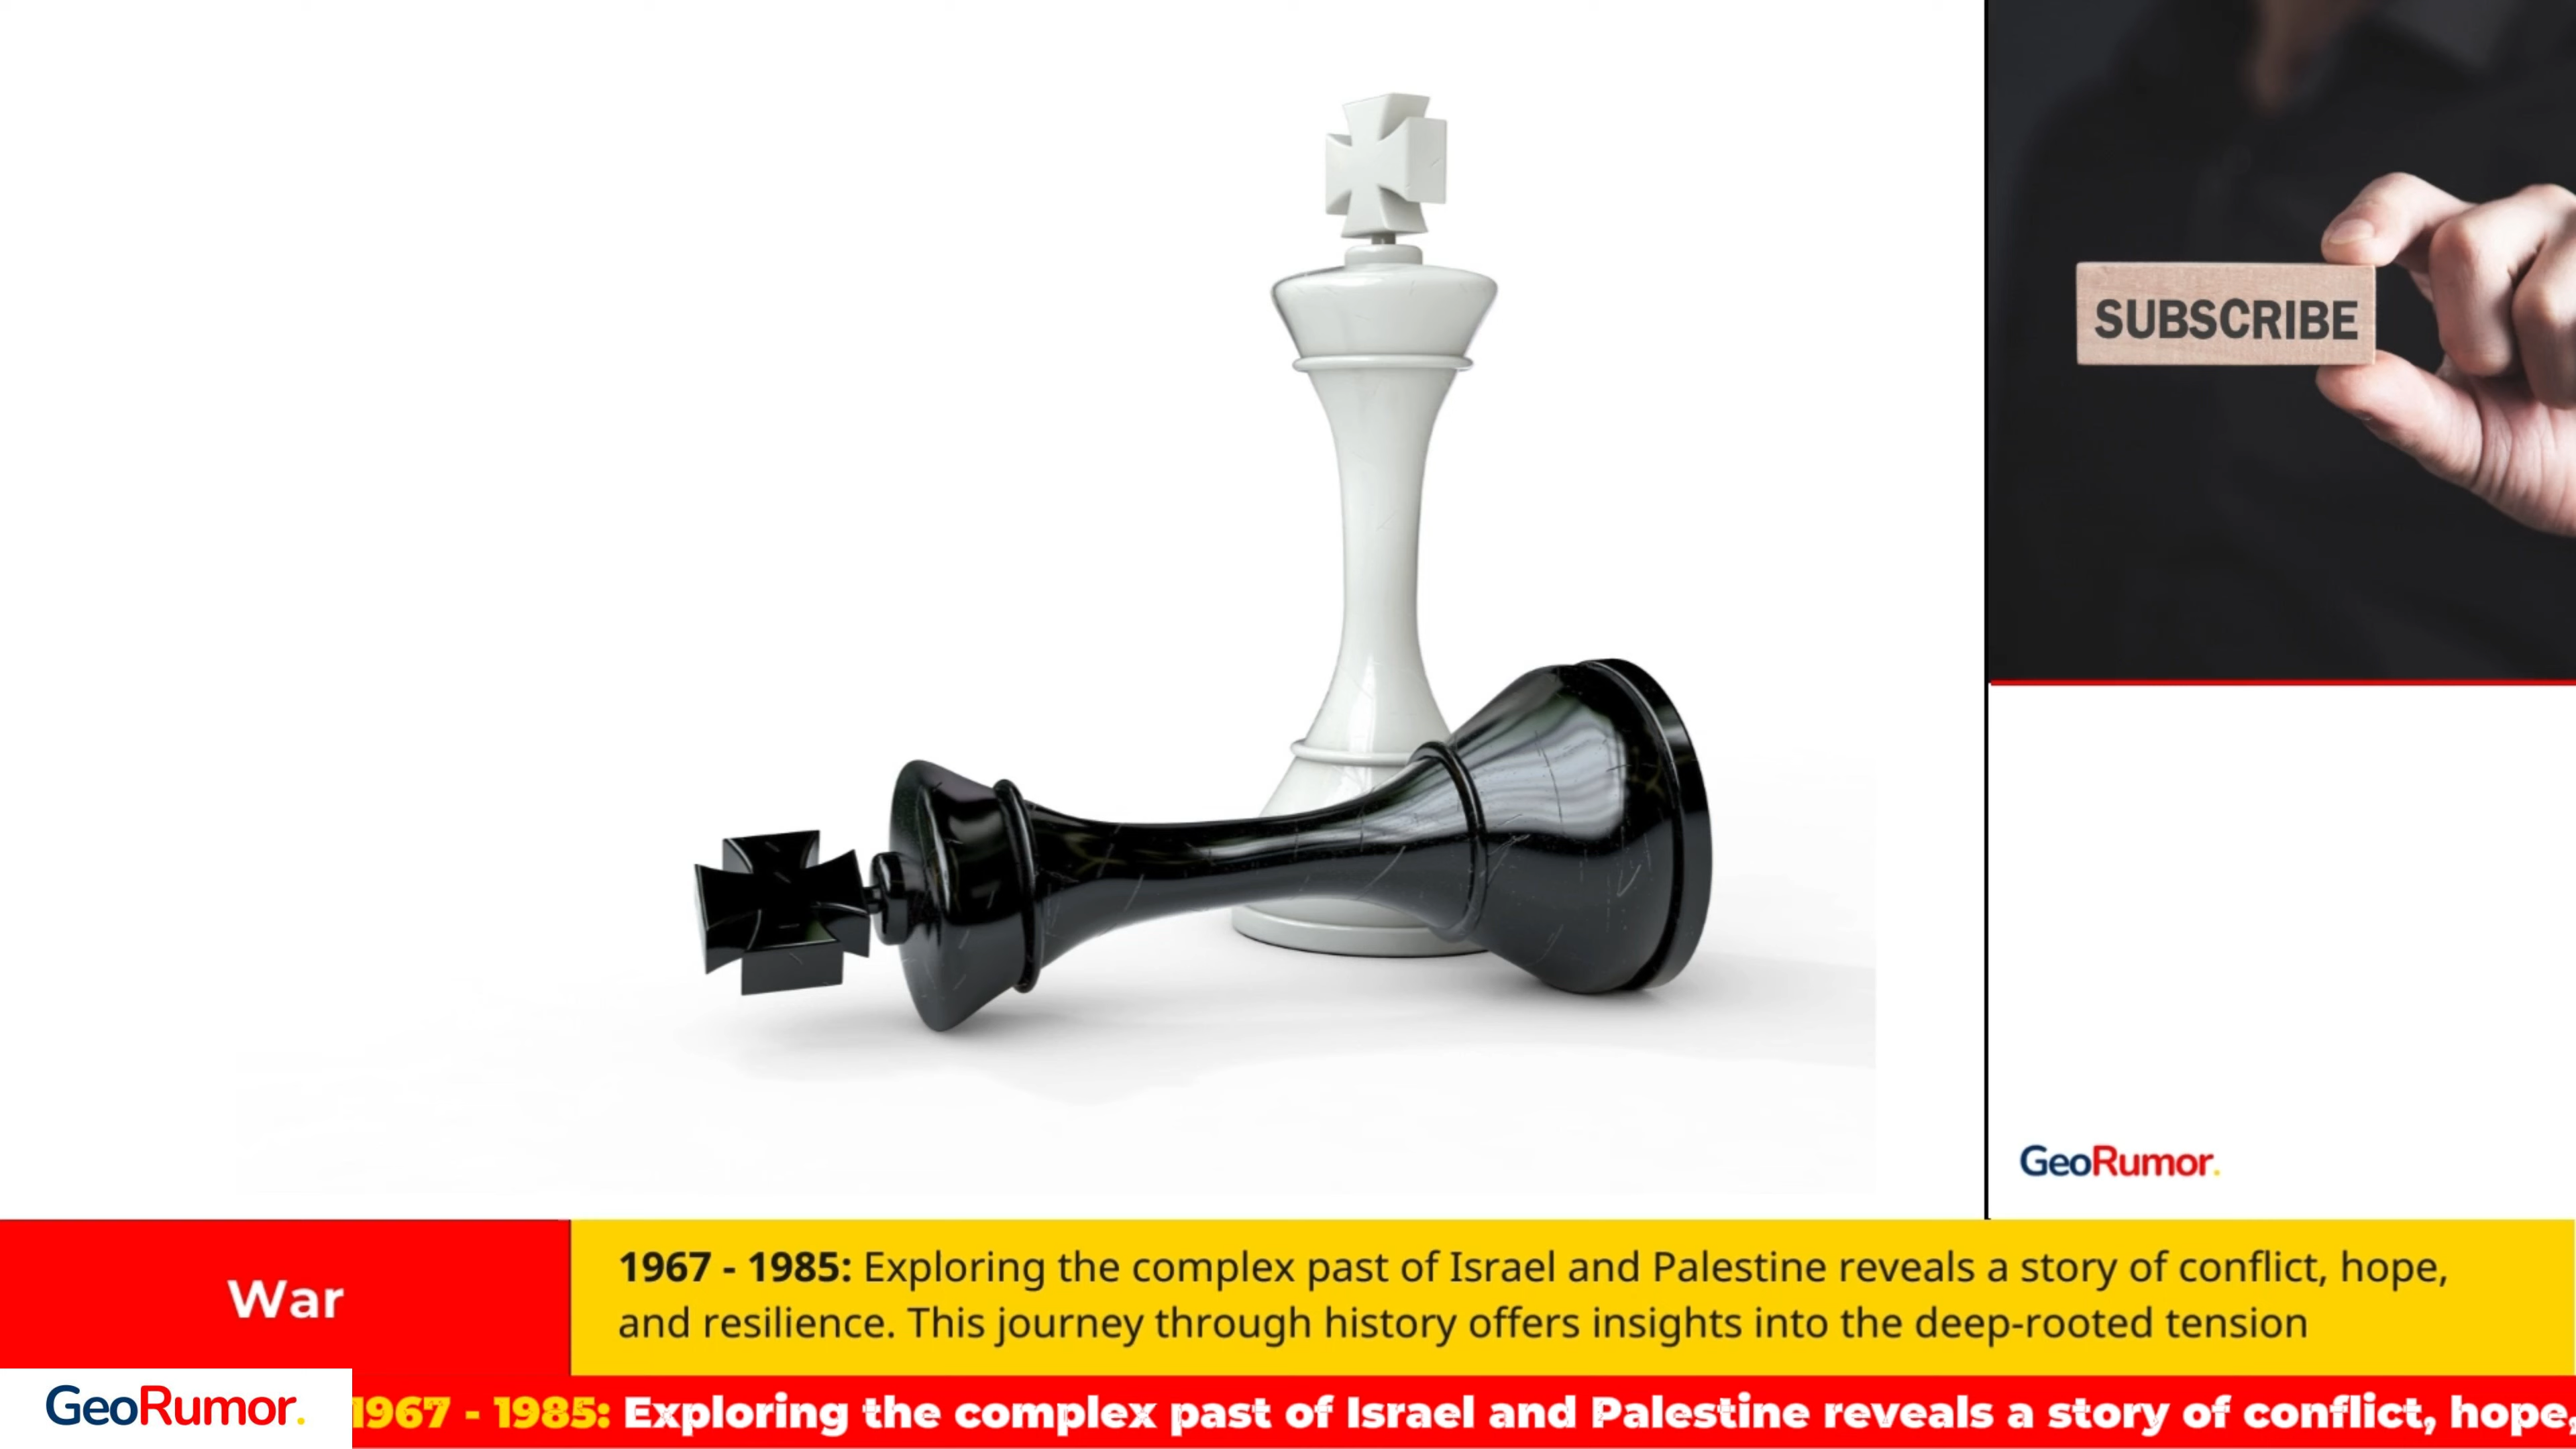 SUBSCRIBE
GeoRumor.
War
1967 - 1985: Exploring the complex past of Israel and Palestine reveals a story of conflict, hope,
and resilience. This journey through history offers insights into the deep-rooted tension
GeoRumor.
1967 - 1985: Exploring the complex past of Israel and Palestine reveals a story of conflict, hope,